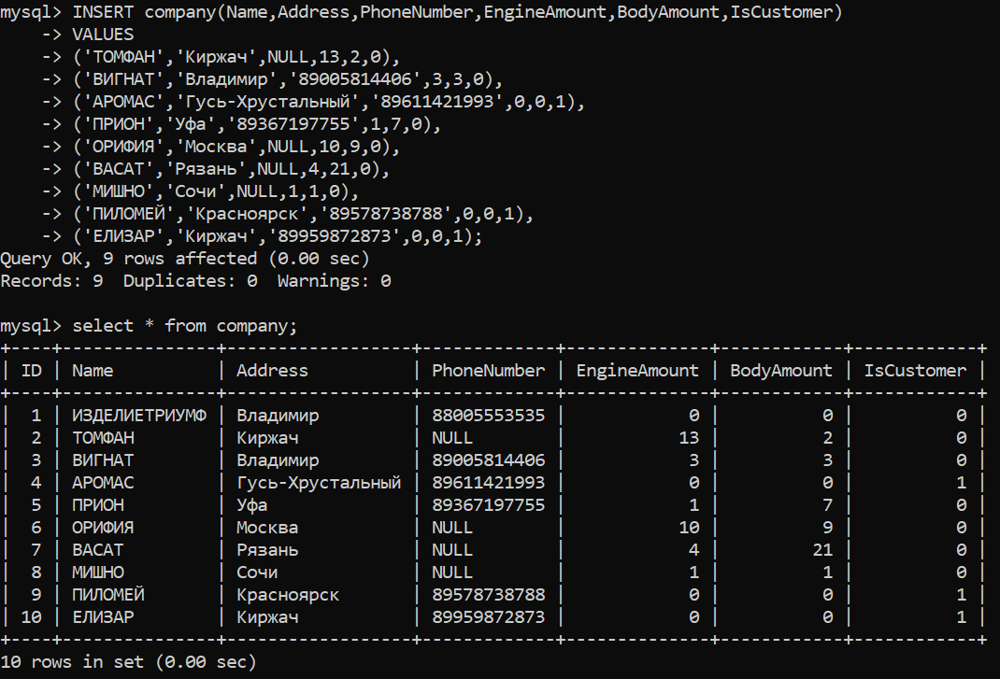 mysql> INSERT company(Name,Address,PhoneNumber,EngineAmount,BodyAmount,IsCustomer)
    -> VALUES
    -> ('ТОМФАН','Киржач',NULL,13,2,0),
    -> ('ВИГНАТ','Владимир','89005814406',3,3,0),
    -> ('АРОМАС','Гусь-Хрустальный','89611421993',0,0,1),
    -> ('ПРИОН','Уфа','89367197755',1,7,0),
    -> ('ОРИФИЯ','Москва',NULL,10,9,0),
    -> ('ВАСАТ','Рязань',NULL,4,21,0),
    -> ('МИШНО','Сочи',NULL,1,1,0),
    -> ('ПИЛОМЕЙ','Красноярск','89578738788',0,0,1),
    -> ('ЕЛИЗАР','Киржач','89959872873',0,0,1);
Query OK, 9 rows affected (0.00 sec)
Records: 9  Duplicates: 0  Warnings: 0

mysql> select * from company;
+----+---------------+------------------+-------------+--------------+------------+------------+
| ID | Name          | Address          | PhoneNumber | EngineAmount | BodyAmount | IsCustomer |
+----+---------------+------------------+-------------+--------------+------------+------------+
|  1 | ИЗДЕЛИЕТРИУМФ | Владимир         | 88005553535 |            0 |          0 |          0 |
|  2 | ТОМФАН        | Киржач           | NULL        |           13 |          2 |          0 |
|  3 | ВИГНАТ        | Владимир         | 89005814406 |            3 |          3 |          0 |
|  4 | АРОМАС        | Гусь-Хрустальный | 89611421993 |            0 |          0 |          1 |
|  5 | ПРИОН         | Уфа              | 89367197755 |            1 |          7 |          0 |
|  6 | ОРИФИЯ        | Москва           | NULL        |           10 |          9 |          0 |
|  7 | ВАСАТ         | Рязань           | NULL        |            4 |         21 |          0 |
|  8 | МИШНО         | Сочи             | NULL        |            1 |          1 |          0 |
|  9 | ПИЛОМЕЙ       | Красноярск       | 89578738788 |            0 |          0 |          1 |
| 10 | ЕЛИЗАР        | Киржач           | 89959872873 |            0 |          0 |          1 |
+----+---------------+------------------+-------------+--------------+------------+------------+
10 rows in set (0.00 sec)